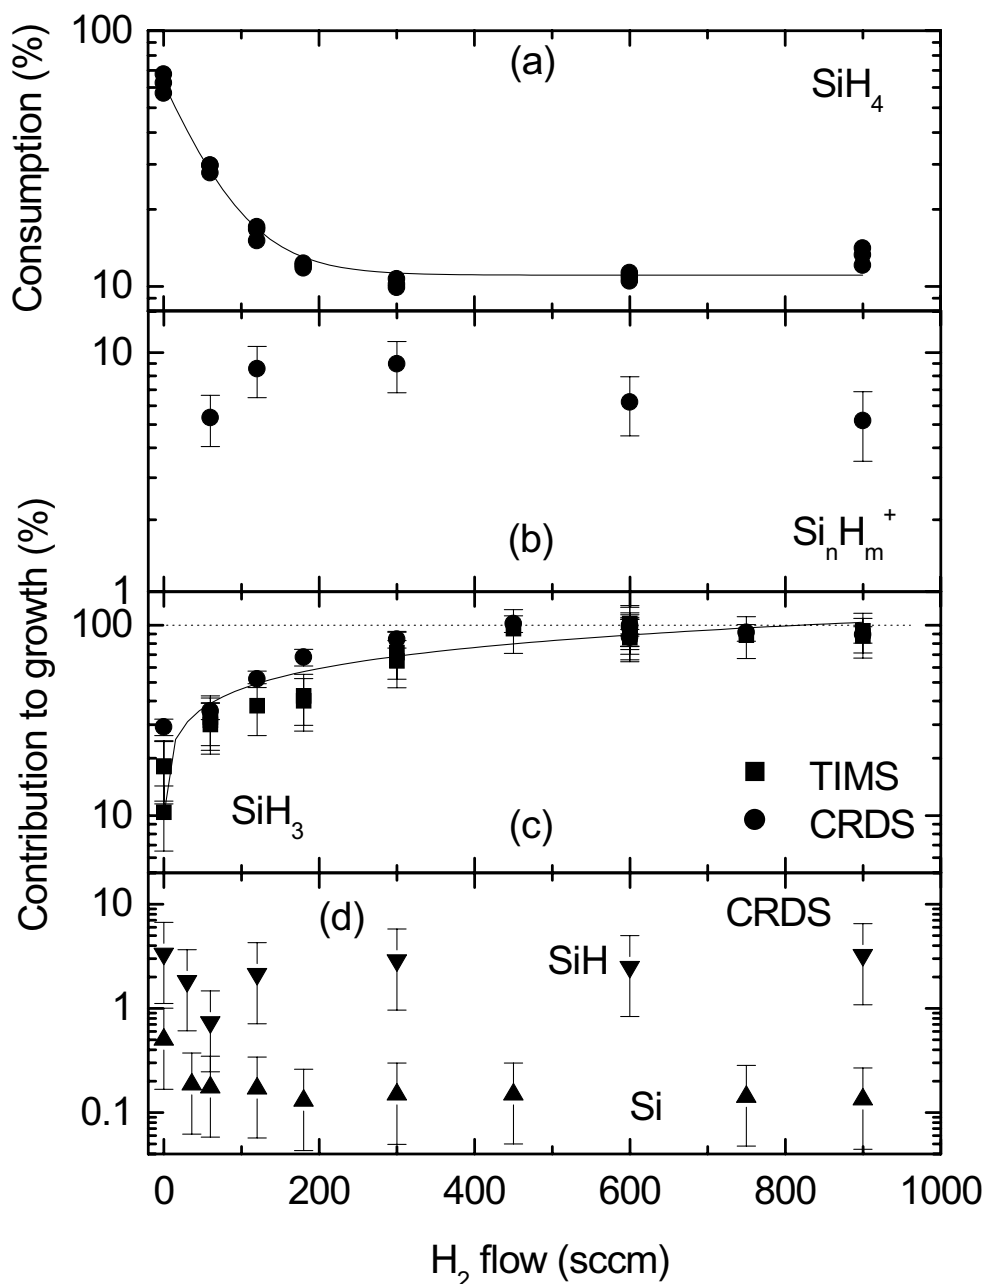 100
(a)
SiH4
Consumption (%)
10
10
(b)
SinHm+
1
Contribution to growth (%)
100
TIMS
SiH3
CRDS
10
(c)
10
(d)
CRDS
SiH
1
Si
0.1
0 200 400 600 800 1000
H2 flow (sccm)